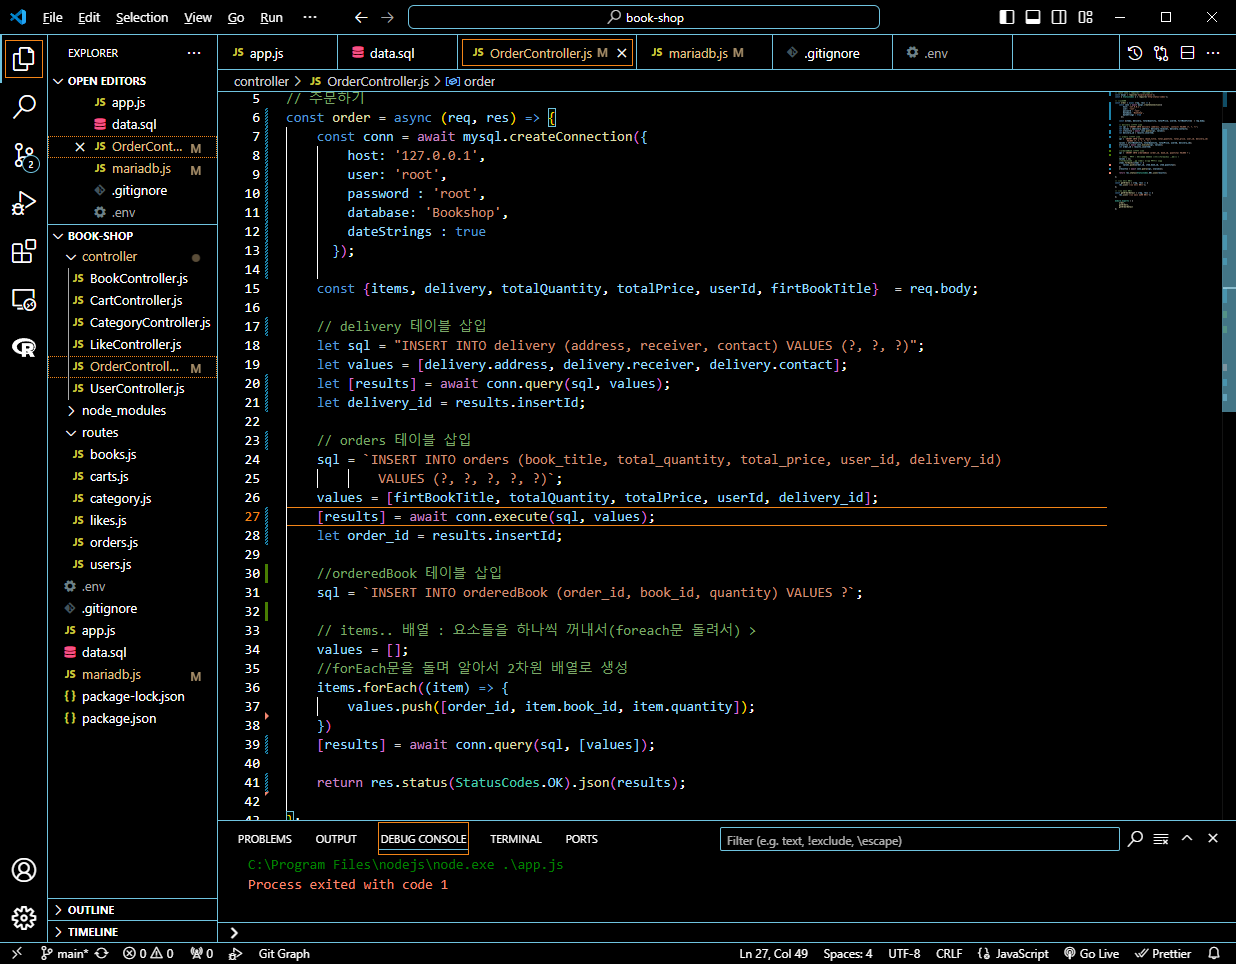 File Edit Selection View Go Run ··· book-shop
EXPLORER ···
OPEN EDITORS
JS app.js
data.sql
JS OrderCont... M
JS mariadb.js M
.gitignore
.env
BOOK-SHOP
controller
JS BookController.js
JS CartController.js
JS CategoryController.js
JS LikeController.js
JS OrderControll... M
JS UserController.js
node_modules
routes
JS books.js
JS carts.js
JS category.js
JS likes.js
JS orders.js
JS users.js
.env
.gitignore
JS app.js
data.sql
JS mariadb.js M
{} package-lock.json
{} package.json
OUTLINE
TIMELINE
2
JS app.js data.sql JS OrderController.js M JS mariadb.js M .gitignore .env ···
controller > JS OrderController.js > order
5 // 주문하기
6 const order = async (req, res) => {
7 const conn = await mysql.createConnection({
8 host: '127.0.0.1',
9 user: 'root',
10 password : 'root',
11 database: 'Bookshop',
12 dateStrings : true
13 });
14
15 const {items, delivery, totalQuantity, totalPrice, userId, firtBookTitle}  = req.body;
16
17 // delivery 테이블 삽입
18 let sql = "INSERT INTO delivery (address, receiver, contact) VALUES (?, ?, ?)";
19 let values = [delivery.address, delivery.receiver, delivery.contact];
20 let [results] = await conn.query(sql, values);
21 let delivery_id = results.insertId;
22
23 // orders 테이블 삽입
24 sql = `INSERT INTO orders (book_title, total_quantity, total_price, user_id, delivery_id)
25 VALUES (?, ?, ?, ?, ?)`;
26 values = [firtBookTitle, totalQuantity, totalPrice, userId, delivery_id];
27 [results] = await conn.execute(sql, values);
28 let order_id = results.insertId;
29
30 //orderedBook 테이블 삽입
31 sql = `INSERT INTO orderedBook (order_id, book_id, quantity) VALUES ?`;
32
33 // items.. 배열 : 요소들을 하나씩 꺼내서(foreach문 돌려서) >
34 values = [];
35 //forEach문을 돌며 알아서 2차원 배열로 생성
36 items.forEach((item) => {
37 values.push([order_id, item.book_id, item.quantity]);
38 })
39 [results] = await conn.query(sql, [values]);
40
41 return res.status(StatusCodes.OK).json(results);
42
43 };
PROBLEMS OUTPUT DEBUG CONSOLE TERMINAL PORTS Filter (e.g. text, !exclude, \escape)
C:\Program Files\nodejs\node.exe .\app.js
Process exited with code 1
main* 0 0 0 Git Graph Ln 27, Col 49 Spaces: 4 UTF-8 CRLF {} JavaScript Go Live Prettier